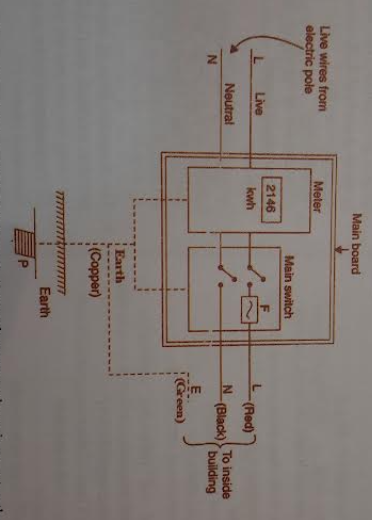 Main board
Live wires from
electric pole
L
Live
N
Neutral
Meter
2146
kwh
Main switch
F
L
(Red)
N
(Black)
E
(Green)
To inside
building
Earth
(Copper)
Earth
P